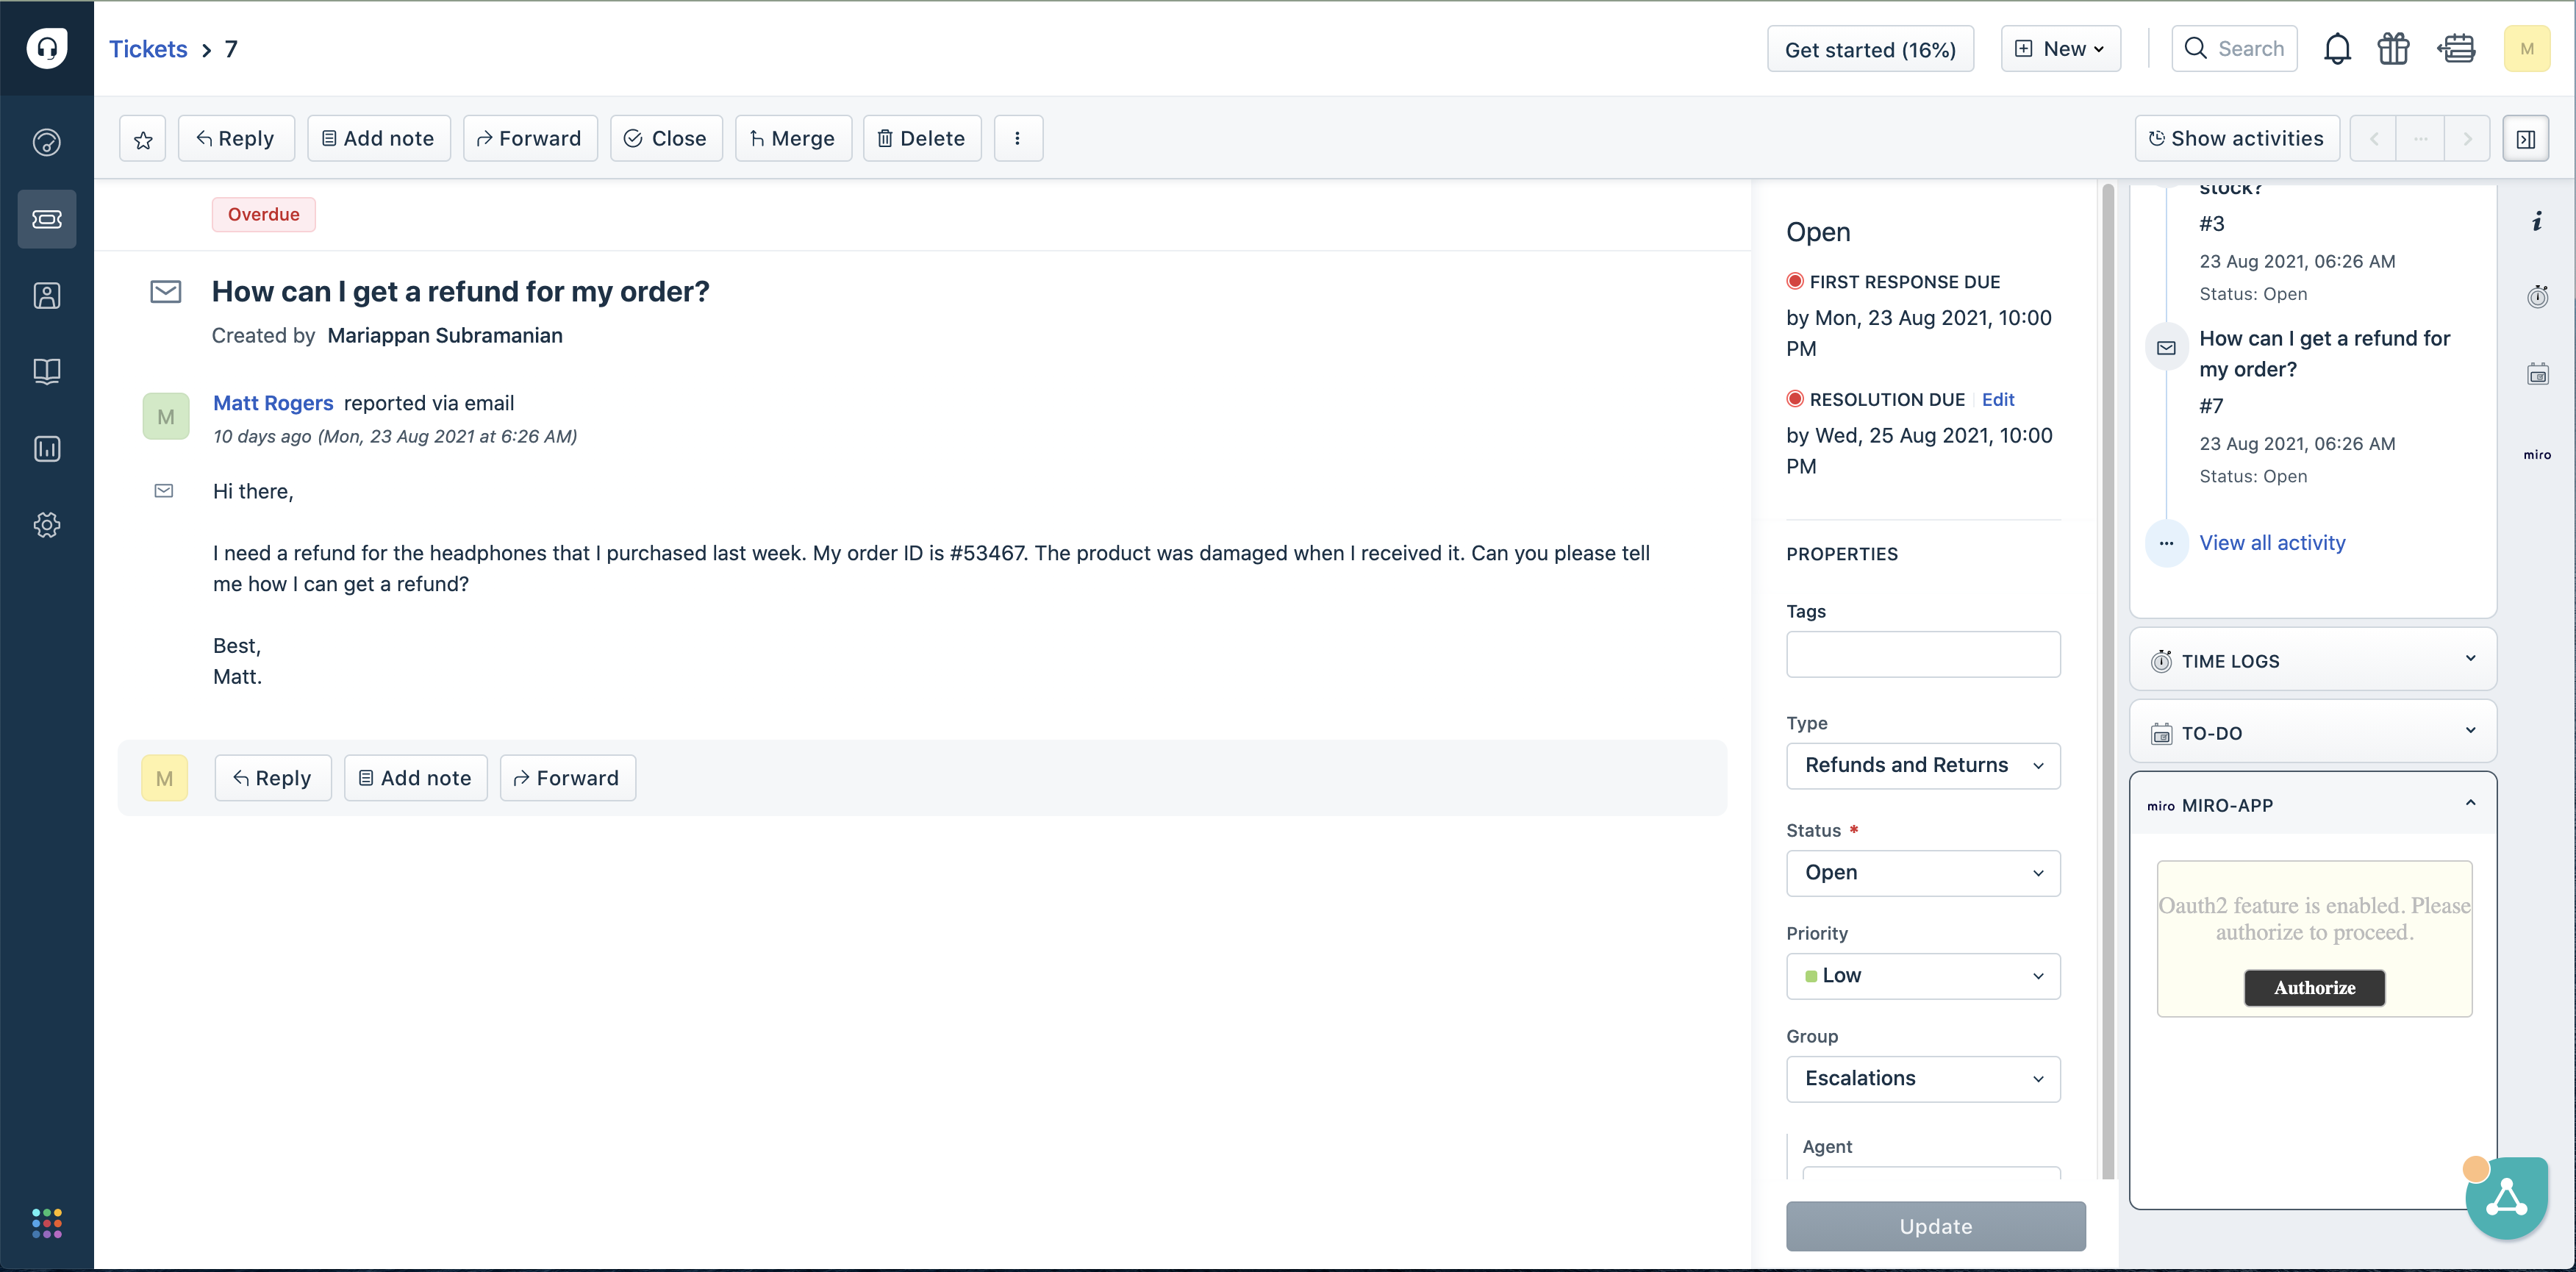 Tickets > 7
Get started (16%)
New
Search
M
Reply
Add note
Forward
Close
Merge
Delete
Show activities
Overdue
How can I get a refund for my order?
Created by Mariappan Subramanian
M
Matt Rogers reported via email
10 days ago (Mon, 23 Aug 2021 at 6:26 AM)
Hi there,
I need a refund for the headphones that I purchased last week. My order ID is #53467. The product was damaged when I received it. Can you please tell
me how I can get a refund?
Best,
Matt.
M
Reply
Add note
Forward
Open
FIRST RESPONSE DUE
by Mon, 23 Aug 2021, 10:00
PM
RESOLUTION DUE Edit
by Wed, 25 Aug 2021, 10:00
PM
PROPERTIES
Tags
Type
Refunds and Returns
Status *
Open
Priority
Low
Group
Escalations
Agent
Update
stock?
#3
23 Aug 2021, 06:26 AM
Status: Open
How can I get a refund for
my order?
#7
23 Aug 2021, 06:26 AM
Status: Open
View all activity
TIME LOGS
TO-DO
miro MIRO-APP
Oauth2 feature is enabled. Please
authorize to proceed.
Authorize
i
miro